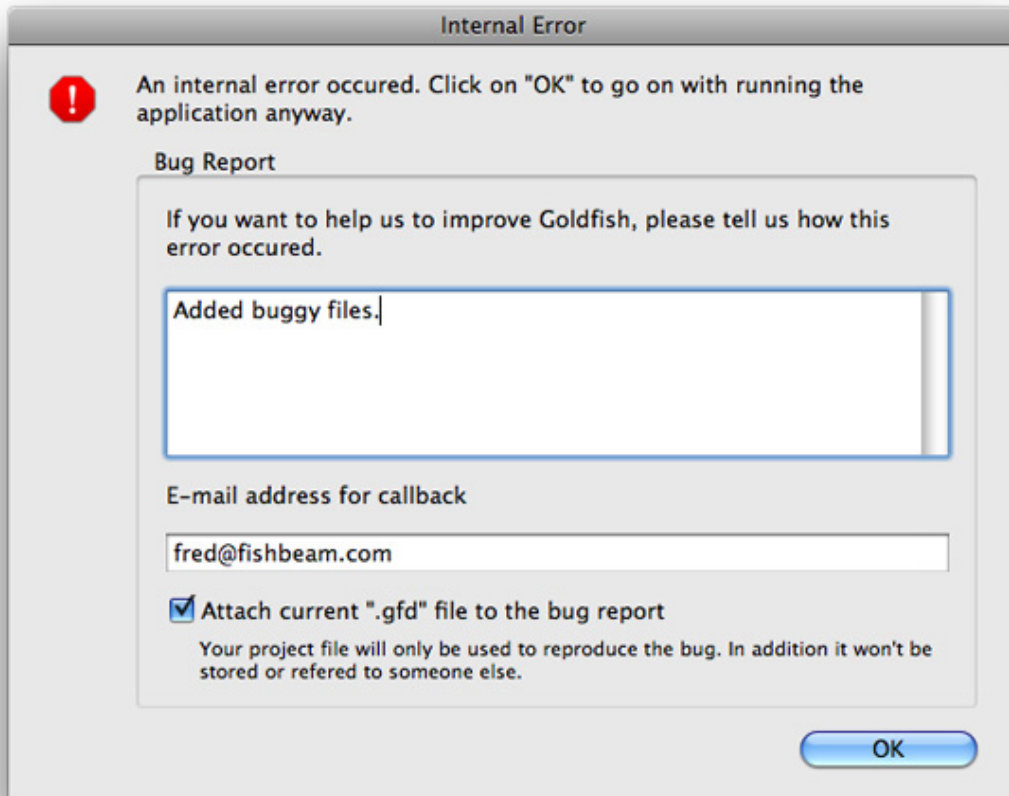 Internal Error
An internal error occured. Click on "OK" to go on with running the
application anyway.
Bug Report
If you want to help us to improve Goldfish, please tell us how this
error occured.
Added buggy files.
E-mail address for callback
fred@fishbeam.com
Attach current ".gfd" file to the bug report
Your project file will only be used to reproduce the bug. In addition it won't be
stored or refered to someone else.
OK